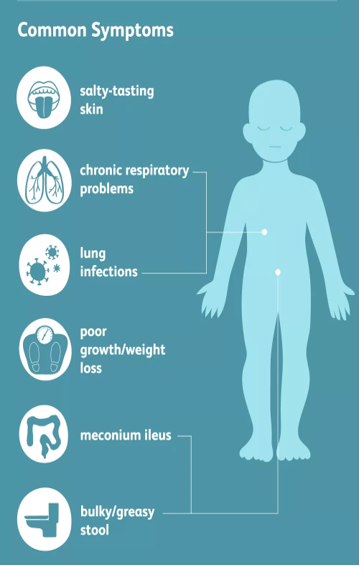 Common Symptoms
salty-tasting
skin
chronic respiratory
problems
lung
infections
poor
growth/weight
loss
meconium ileus
bulky/greasy
stool